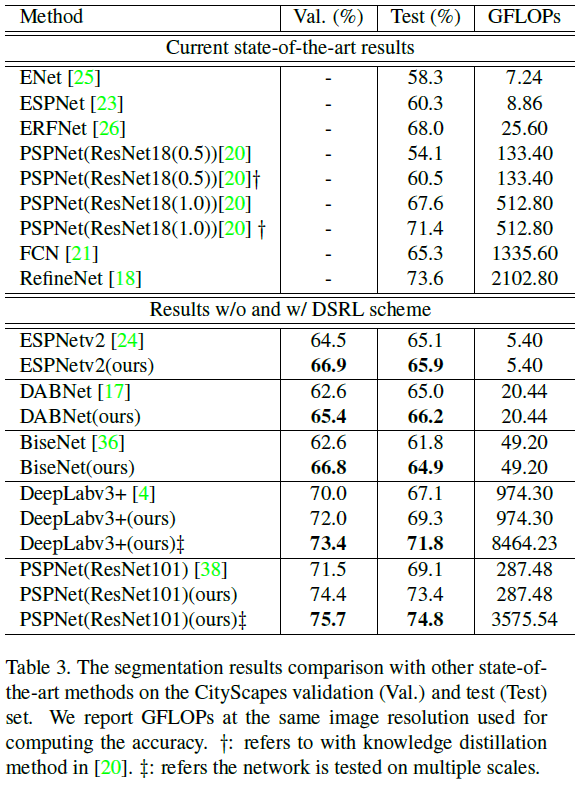 Method Val. (%) Test (%) GFLOPs
Current state-of-the-art results
ENet [25] - 58.3 7.24
ESPNet [23] - 60.3 8.86
ERFNet [26] - 68.0 25.60
PSPNet(ResNet18(0.5))[20] - 54.1 133.40
PSPNet(ResNet18(0.5))[20]† - 60.5 133.40
PSPNet(ResNet18(1.0))[20] - 67.6 512.80
PSPNet(ResNet18(1.0))[20] † - 71.4 512.80
FCN [21] - 65.3 1335.60
RefineNet [18] - 73.6 2102.80
Results w/o and w/ DSRL scheme
ESPNetv2 [24] 64.5 65.1 5.40
ESPNetv2(ours) 66.9 65.9 5.40
DABNet [17] 62.6 65.0 20.44
DABNet(ours) 65.4 66.2 20.44
BiseNet [36] 62.6 61.8 49.20
BiseNet(ours) 66.8 64.9 49.20
DeepLabv3+ [4] 70.0 67.1 974.30
DeepLabv3+(ours) 72.0 69.3 974.30
DeepLabv3+(ours)‡ 73.4 71.8 8464.23
PSPNet(ResNet101) [38] 71.5 69.1 287.48
PSPNet(ResNet101)(ours) 74.4 73.4 287.48
PSPNet(ResNet101)(ours)‡ 75.7 74.8 3575.54
Table 3. The segmentation results comparison with other state-of-
the-art methods on the CityScapes validation (Val.) and test (Test)
set. We report GFLOPs at the same image resolution used for
computing the accuracy. †: refers to with knowledge distillation
method in [20]. ‡: refers the network is tested on multiple scales.